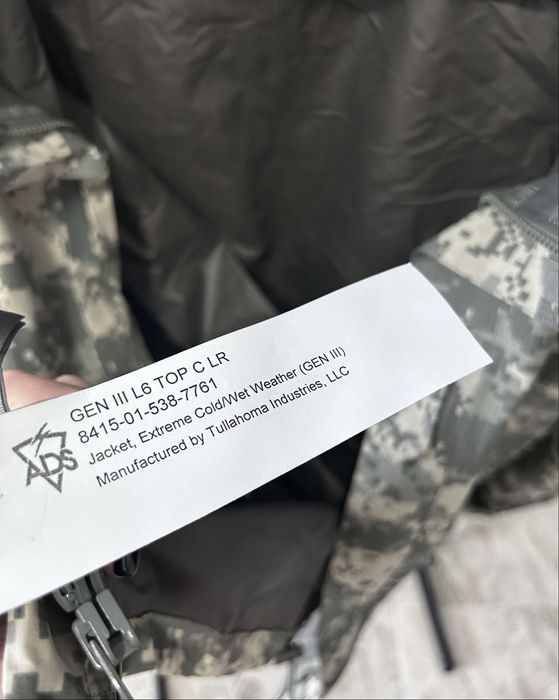 GEN III L6 TOP C LR
8415-01-538-7761
Jacket, Extreme Cold/Wet Weather (GEN III)
Manufactured by Tullahoma Industries, LLC
ADS